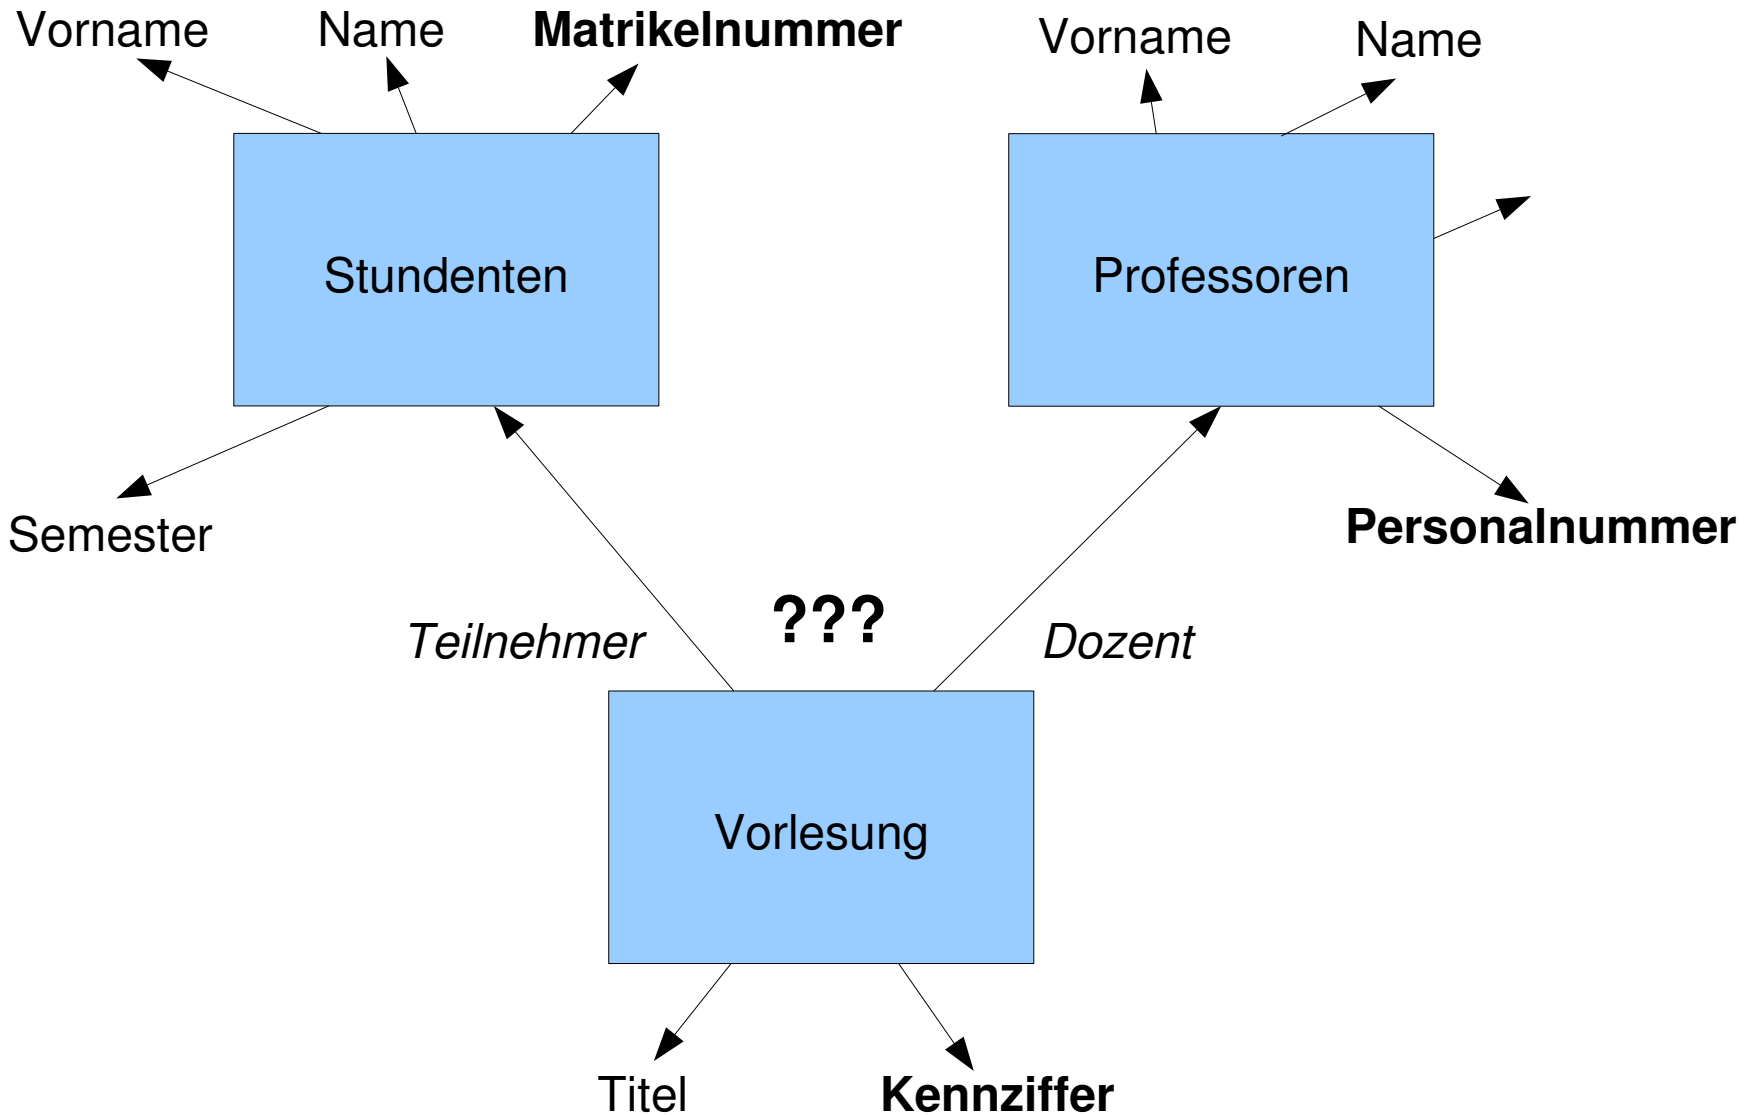 Vorname
Name
Matrikelnummer
Vorname
Name
Stundenten
Professoren
Semester
Personalnummer
Teilnehmer
???
Dozent
Vorlesung
Titel
Kennziffer